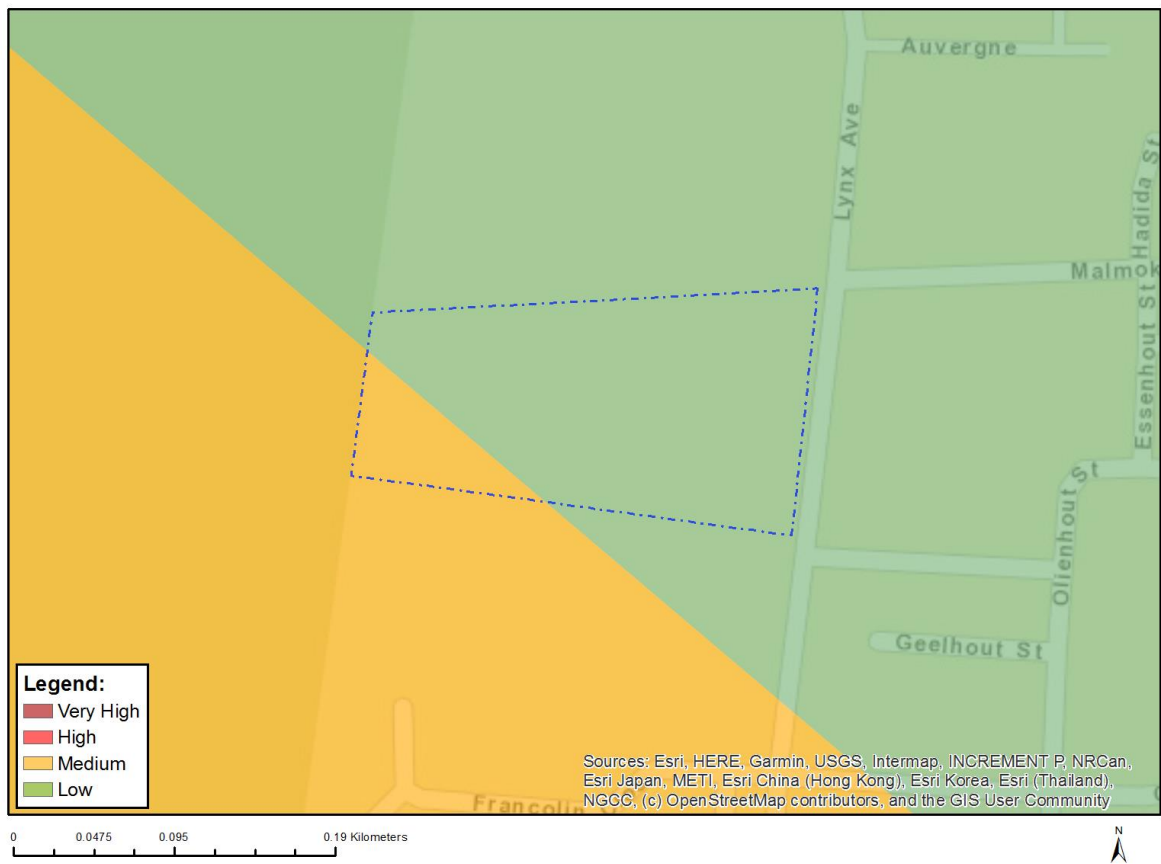 Auvergne
Lynx Ave
Hadida St
Malmok
Essenhout St
Olienhout St
Geelhout St
Francolin
Legend:
Very High
High
Medium
Low
Sources: Esri, HERE, Garmin, USGS, Intermap, INCREMENT P, NRCan,
Esri Japan, METI, Esri China (Hong Kong), Esri Korea, Esri (Thailand),
NGCC, (c) OpenStreetMap contributors, and the GIS User Community
0 0.0475 0.095 0.19 Kilometers
N